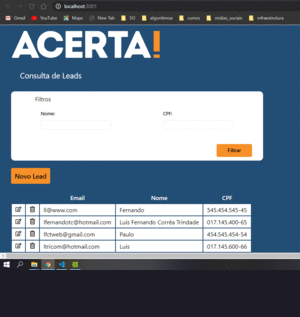 localhost:3001
Gmail YouTube Maps New Tab SO algoritimos cursos midias_sociais infraestrutura
ACERTA!
Consulta de Leads
Filtros
Nome: CPF:
Filtrar
Novo Lead
Email Nome CPF
ll@www.com Fernando 545.454.545-45
lfernandotc@hotmail.com Luis Fernando Corrêa Trindade 017.145.400-65
lfctweb@gmail.com Paulo 454.545.454-54
ltricom@hotmail.com Luis 017.145.600-66